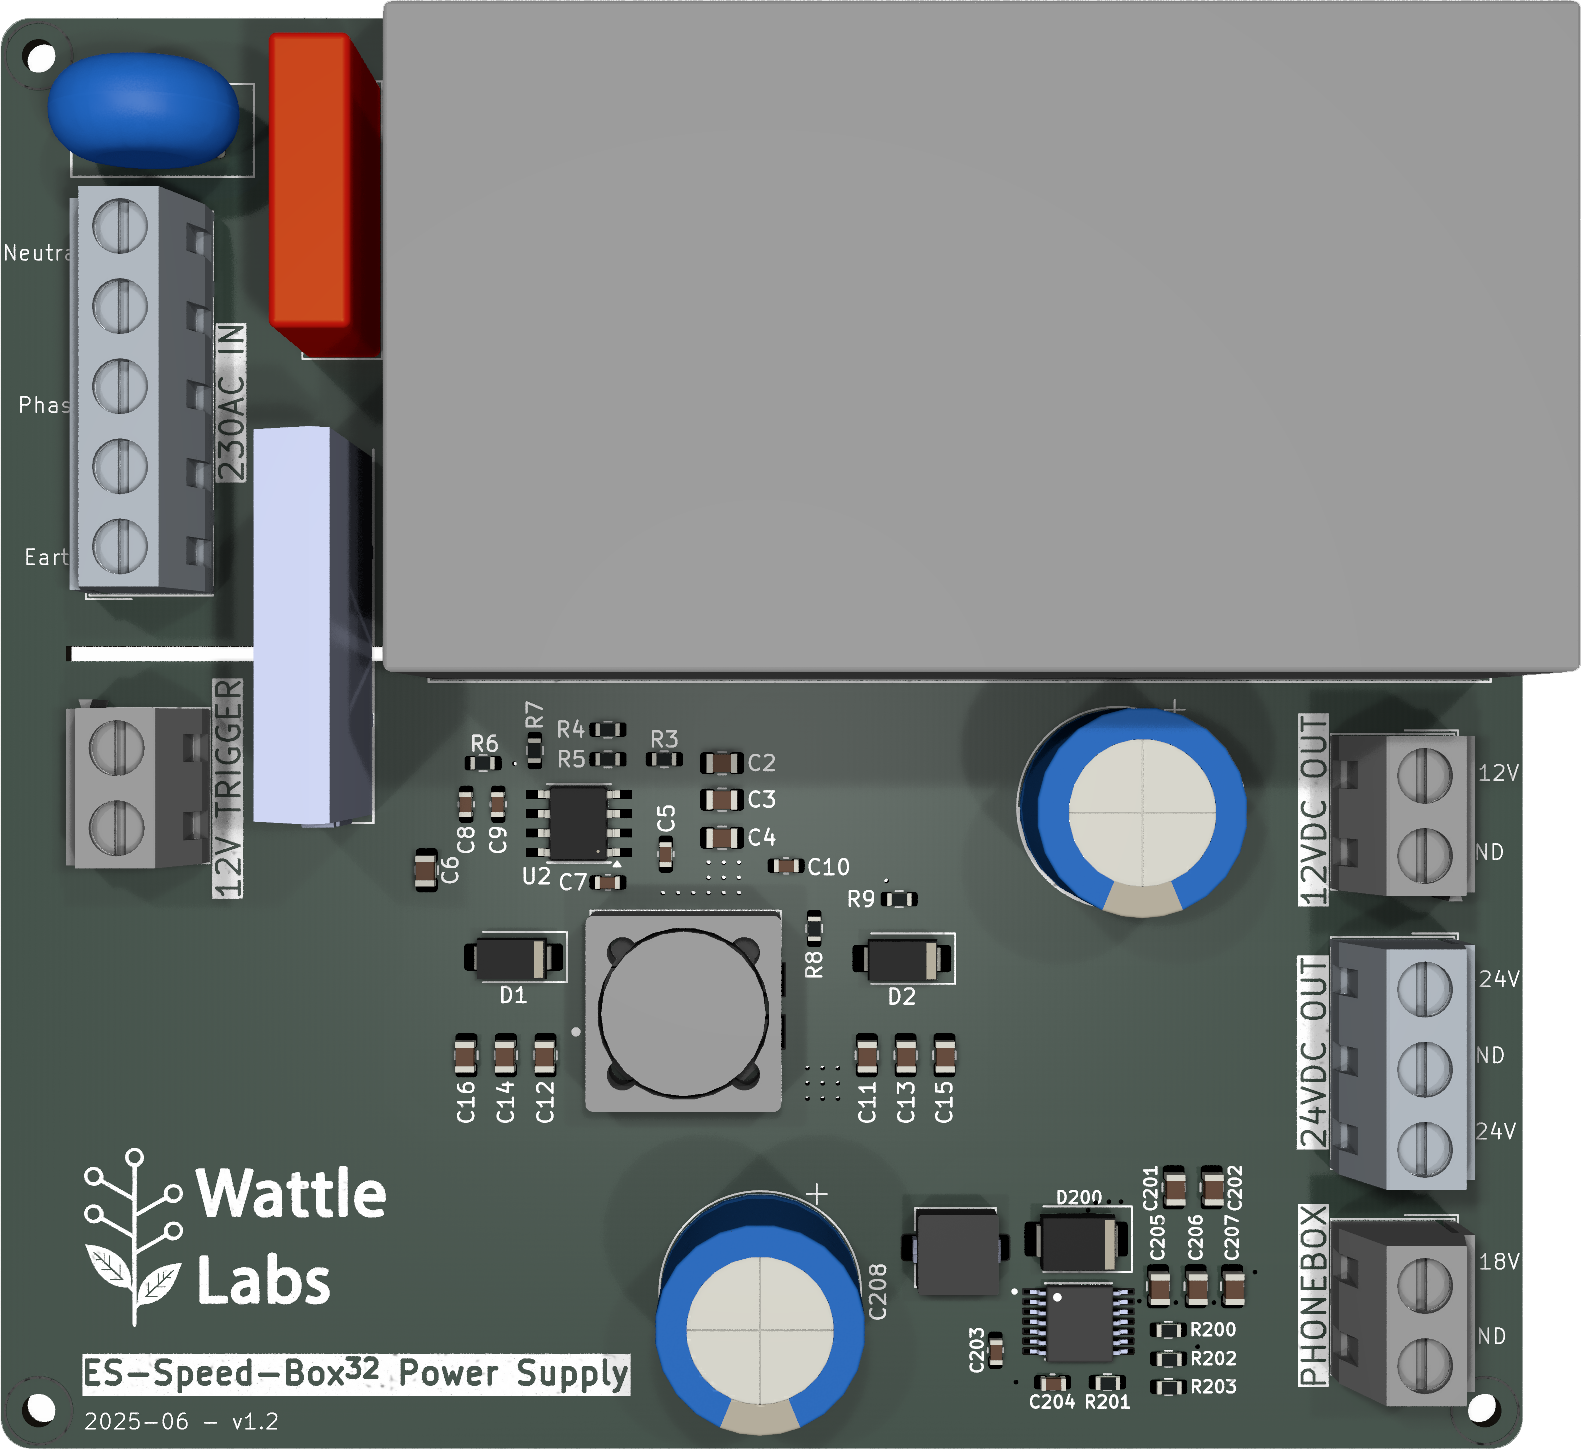 Neutra
230AC IN
Phas
Eart
12V TRIGGER
R7
R4
R6
R5
R3
C2
C3
C8
C9
C5
C4
C6
U2
C7
C10
R9
R8
D1
D2
C16
C14
C12
C11
C13
C15
12VDC OUT
12V
ND
24VDC OUT
24V
ND
24V
Wattle
Labs
C208
D200
C201
C202
C205
C206
C207
C203
R200
R202
R203
C204
R201
PHONEBOX
18V
ND
ES-Speed-Box³² Power Supply
2025-06 - v1.2